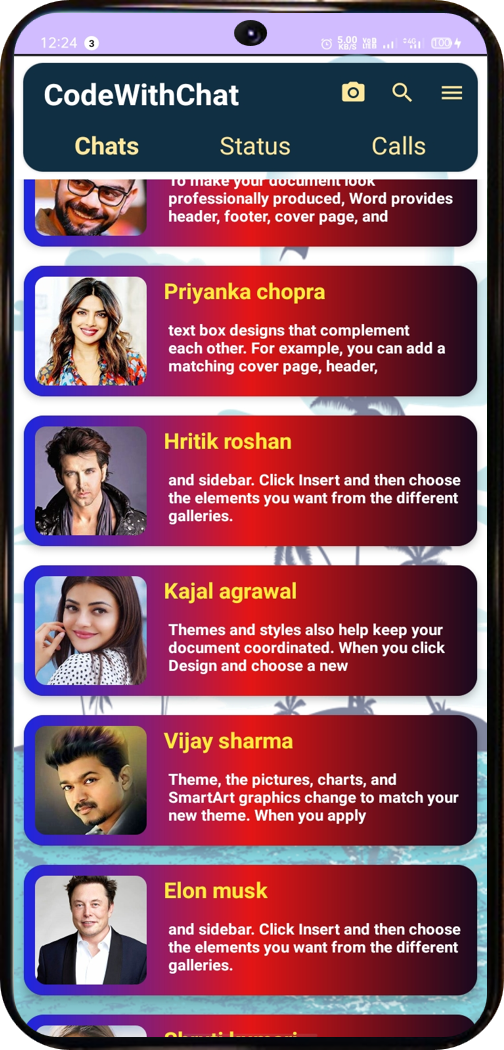 12:24 3 5.00 KB/S 4G 100
CodeWithChat
Chats Status Calls
To make your document look
professionally produced, Word provides
header, footer, cover page, and
Priyanka chopra
text box designs that complement
each other. For example, you can add a
matching cover page, header,
Hritik roshan
and sidebar. Click Insert and then choose
the elements you want from the different
galleries.
Kajal agrawal
Themes and styles also help keep your
document coordinated. When you click
Design and choose a new
Vijay sharma
Theme, the pictures, charts, and
SmartArt graphics change to match your
new theme. When you apply
Elon musk
and sidebar. Click Insert and then choose
the elements you want from the different
galleries.